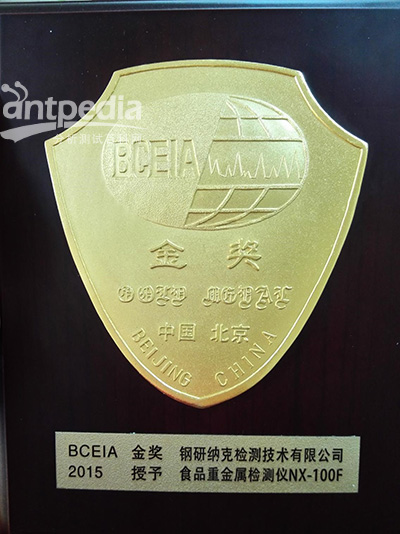 antpedia
BCEIA
金奖
GOLD MEDAL
中国 北京
BEIJING CHINA
BCEIA 金奖 钢研纳克检测技术有限公司
2015 授予 食品重金属检测仪NX-100F